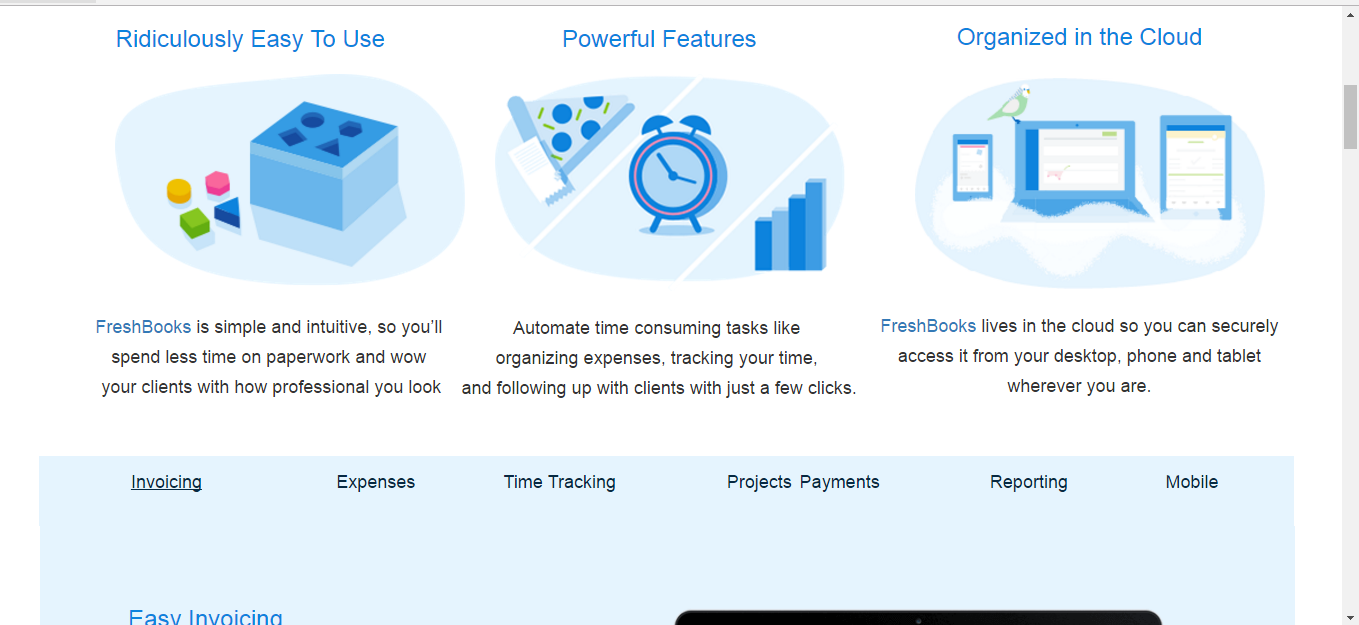 Ridiculously Easy To Use
Powerful Features
Organized in the Cloud
FreshBooks is simple and intuitive, so you’ll
spend less time on paperwork and wow
your clients with how professional you look
Automate time consuming tasks like
organizing expenses, tracking your time,
and following up with clients with just a few clicks.
FreshBooks lives in the cloud so you can securely
access it from your desktop, phone and tablet
wherever you are.
Invoicing Expenses Time Tracking Projects Payments Reporting Mobile
Easy Invoicing